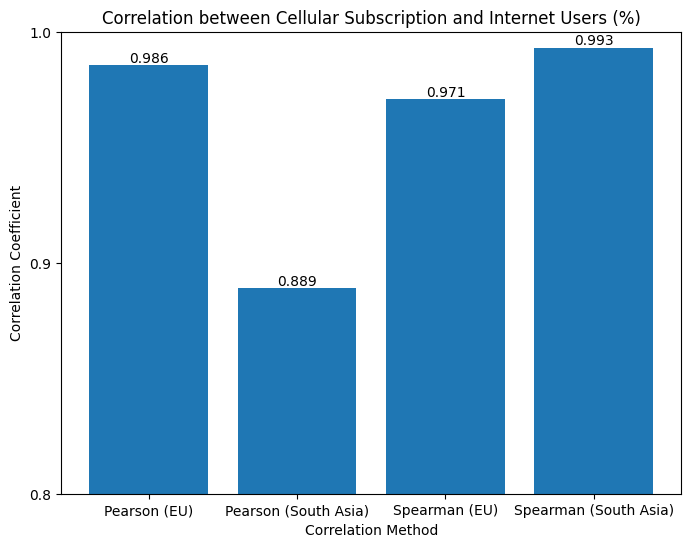 Correlation between Cellular Subscription and Internet Users (%)
1.0
0.9
0.8
Correlation Coefficient
0.986
0.889
0.971
0.993
Pearson (EU)
Pearson (South Asia)
Spearman (EU)
Spearman (South Asia)
Correlation Method